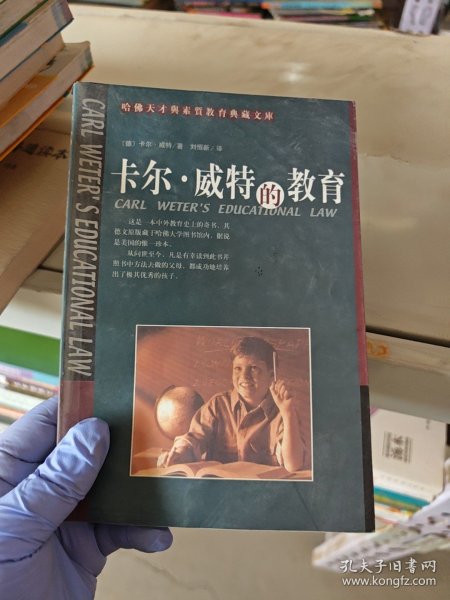 哈佛天才與素質教育典藏文庫
〔德〕卡尔·威特/著 刘恒新/译
卡尔·威特的教育
CARL WETER'S EDUCATIONAL LAW
这是一本中外教育史上的奇书，其
德文原版藏于哈佛大学图书馆内，据说
是美国的惟一珍本。
从问世至今，凡是有幸读到此书并
照书中方法去做的父母，都成功地培养
出了极其优秀的孩子。
CARL WETER'S EDUCATIONAL LAW
孔夫子旧书网
www.kongfz.com